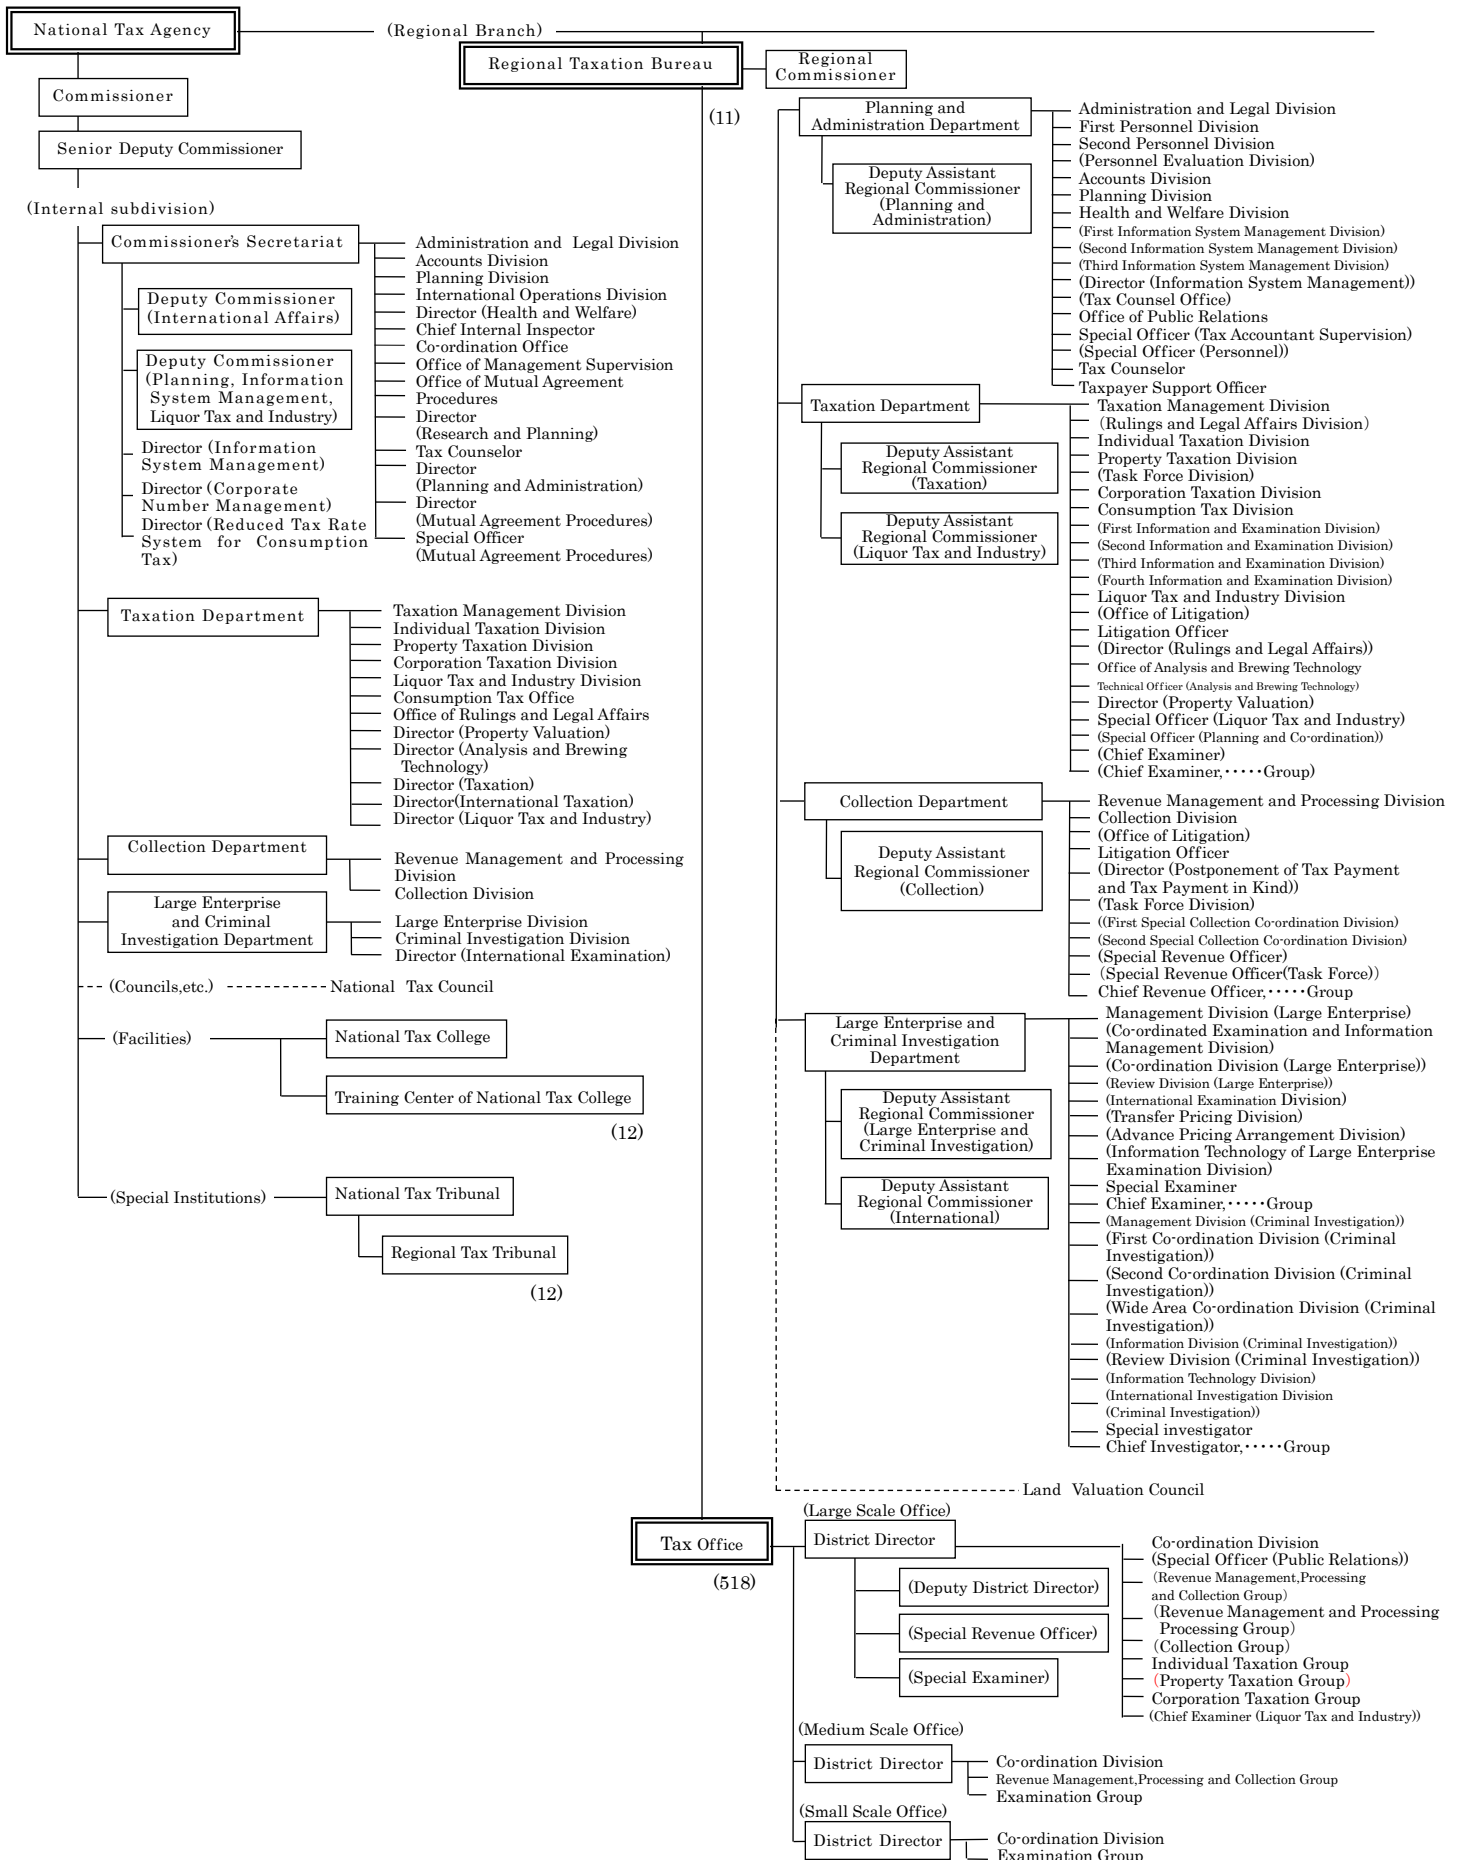 National Tax Agency
(Regional Branch)
Regional Taxation Bureau
Regional
Commissioner
(11)
Commissioner
Senior Deputy Commissioner
(Internal subdivision)
Commissioner's Secretariat
Deputy Commissioner
(International Affairs)
Deputy Commissioner
(Planning, Information
System Management,
Liquor Tax and Industry)
Director (Information
System Management)
Director (Corporate
Number Management)
Director (Reduced Tax Rate
System for Consumption
Tax)
Administration and Legal Division
Accounts Division
Planning Division
International Operations Division
Director (Health and Welfare)
Chief Internal Inspector
Co-ordination Office
Office of Management Supervision
Office of Mutual Agreement
Procedures
Director
(Research and Planning)
Tax Counselor
Director
(Planning and Administration)
Director
(Mutual Agreement Procedures)
Special Officer
(Mutual Agreement Procedures)
Taxation Department
Taxation Management Division
Individual Taxation Division
Property Taxation Division
Corporation Taxation Division
Liquor Tax and Industry Division
Consumption Tax Office
Office of Rulings and Legal Affairs
Director (Property Valuation)
Director (Analysis and Brewing
Technology)
Director (Taxation)
Director(International Taxation)
Director (Liquor Tax and Industry)
Collection Department
Revenue Management and Processing
Division
Collection Division
Large Enterprise
and Criminal
Investigation Department
Large Enterprise Division
Criminal Investigation Division
Director (International Examination)
(Councils,etc.)
National Tax Council
(Facilities)
National Tax College
Training Center of National Tax College
(12)
(Special Institutions)
National Tax Tribunal
Regional Tax Tribunal
(12)
Planning and
Administration Department
Deputy Assistant
Regional Commissioner
(Planning and
Administration)
Administration and Legal Division
First Personnel Division
Second Personnel Division
(Personnel Evaluation Division)
Accounts Division
Planning Division
Health and Welfare Division
(First Information System Management Division)
(Second Information System Management Division)
(Third Information System Management Division)
(Director (Information System Management))
(Tax Counsel Office)
Office of Public Relations
Special Officer (Tax Accountant Supervision)
(Special Officer (Personnel))
Tax Counselor
Taxpayer Support Officer
Taxation Department
Deputy Assistant
Regional Commissioner
(Taxation)
Deputy Assistant
Regional Commissioner
(Liquor Tax and Industry)
Taxation Management Division
(Rulings and Legal Affairs Division)
Individual Taxation Division
Property Taxation Division
(Task Force Division)
Corporation Taxation Division
Consumption Tax Division
(First Information and Examination Division)
(Second Information and Examination Division)
(Third Information and Examination Division)
(Fourth Information and Examination Division)
Liquor Tax and Industry Division
(Office of Litigation)
Litigation Officer
(Director (Rulings and Legal Affairs))
Office of Analysis and Brewing Technology
Technical Officer (Analysis and Brewing Technology)
Director (Property Valuation)
Special Officer (Liquor Tax and Industry)
(Special Officer (Planning and Co-ordination))
(Chief Examiner)
(Chief Examiner,·····Group)
Collection Department
Deputy Assistant
Regional Commissioner
(Collection)
Revenue Management and Processing Division
Collection Division
(Office of Litigation)
Litigation Officer
(Director (Postponement of Tax Payment
and Tax Payment in Kind))
(Task Force Division)
((First Special Collection Co-ordination Division)
(Second Special Collection Co-ordination Division)
(Special Revenue Officer)
(Special Revenue Officer(Task Force))
Chief Revenue Officer,·····Group
Large Enterprise and
Criminal Investigation
Department
Deputy Assistant
Regional Commissioner
(Large Enterprise and
Criminal Investigation)
Deputy Assistant
Regional Commissioner
(International)
Management Division (Large Enterprise)
(Co-ordinated Examination and Information
Management Division)
(Co-ordination Division (Large Enterprise))
(Review Division (Large Enterprise))
(International Examination Division)
(Transfer Pricing Division)
(Advance Pricing Arrangement Division)
(Information Technology of Large Enterprise
Examination Division)
Special Examiner
Chief Examiner,·····Group
(Management Division (Criminal Investigation))
(First Co-ordination Division (Criminal
Investigation))
(Second Co-ordination Division (Criminal
Investigation))
(Wide Area Co-ordination Division (Criminal
Investigation))
(Information Division (Criminal Investigation))
(Review Division (Criminal Investigation))
(Information Technology Division)
(International Investigation Division
(Criminal Investigation))
Special investigator
Chief Investigator,·····Group
Land Valuation Council
Tax Office
(518)
(Large Scale Office)
District Director
(Deputy District Director)
(Special Revenue Officer)
(Special Examiner)
Co-ordination Division
(Special Officer (Public Relations))
(Revenue Management,Processing
and Collection Group)
(Revenue Management and Processing
Processing Group)
(Collection Group)
Individual Taxation Group
(Property Taxation Group)
Corporation Taxation Group
(Chief Examiner (Liquor Tax and Industry))
(Medium Scale Office)
District Director
Co-ordination Division
Revenue Management,Processing and Collection Group
Examination Group
(Small Scale Office)
District Director
Co-ordination Division
Examination Group